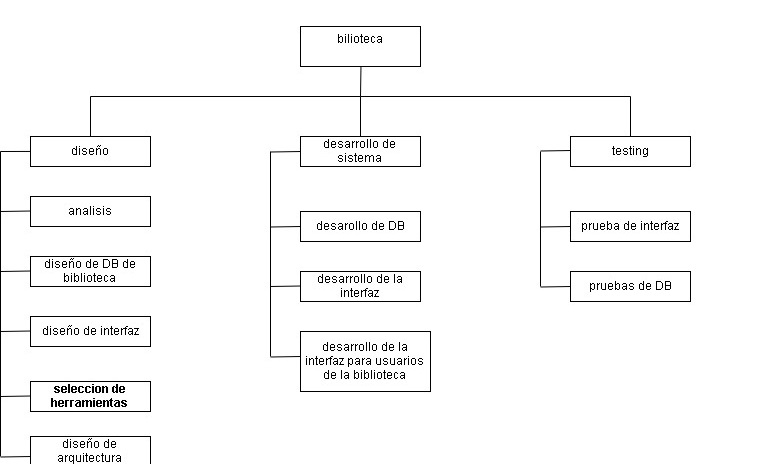 bilioteca
diseño
desarrollo de
sistema
testing
analisis
desarollo de DB
prueba de interfaz
diseño de DB de
biblioteca
desarrollo de la
interfaz
pruebas de DB
diseño de interfaz
desarrollo de la
interfaz para usuarios
de la biblioteca
seleccion de
herramientas
diseño de
arquitectura